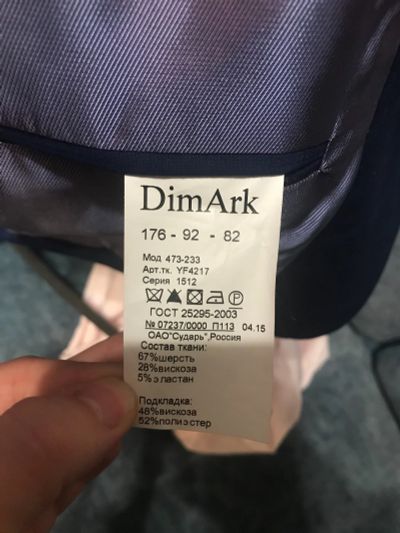 DimArk
176 - 92 - 82
Мод 473-233
Арт.тк. YF4217
Серия 1512
P
ГОСТ 25295-2003
№ 07237/0000 П113 04.15
ОАО"Сударь",Россия
Состав ткани:
67%шерсть
28%вискоза
5%эластан
Подкладка:
48%вискоза
52%полиэстер